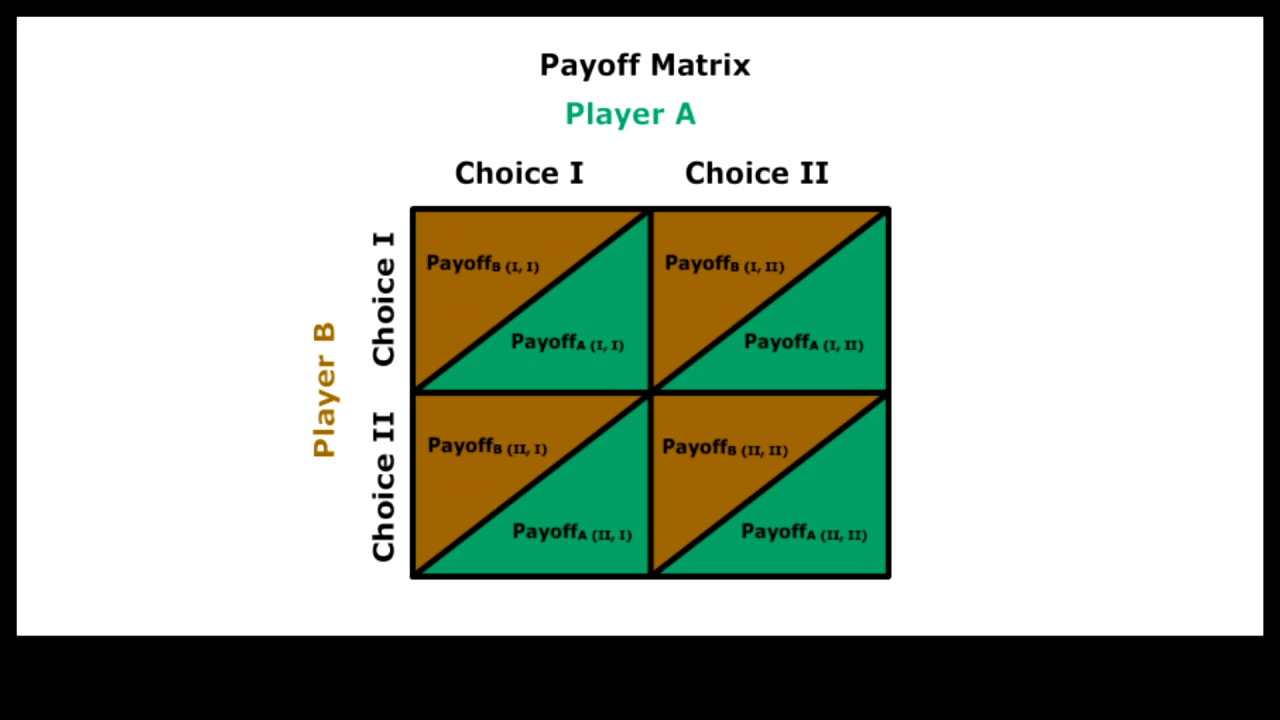 Payoff Matrix
Player A
Choice I Choice II
Player B
Choice I
PayoffB (I, I) PayoffB (I, II)
PayoffA (I, I) PayoffA (I, II)
Choice II
PayoffB (II, I) PayoffB (II, II)
PayoffA (II, I) PayoffA (II, II)